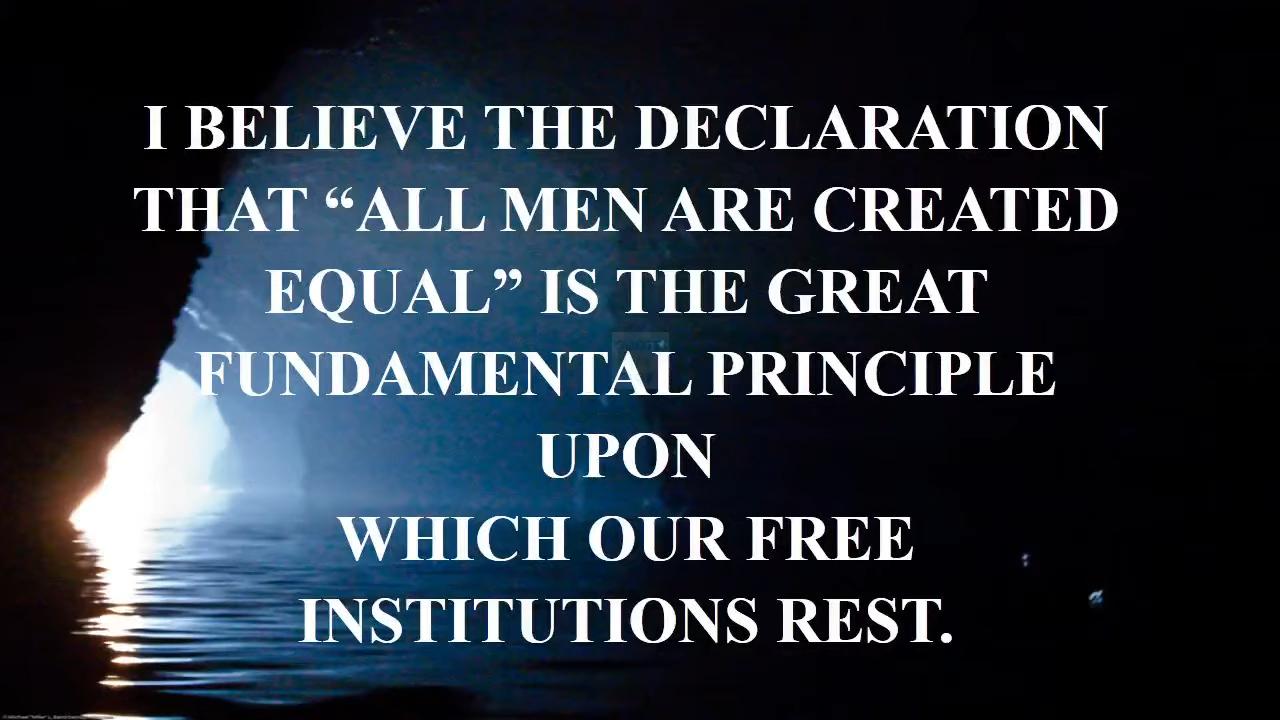 I BELIEVE THE DECLARATION
THAT “ALL MEN ARE CREATED
EQUAL” IS THE GREAT
FUNDAMENTAL PRINCIPLE
UPON
WHICH OUR FREE
INSTITUTIONS REST.